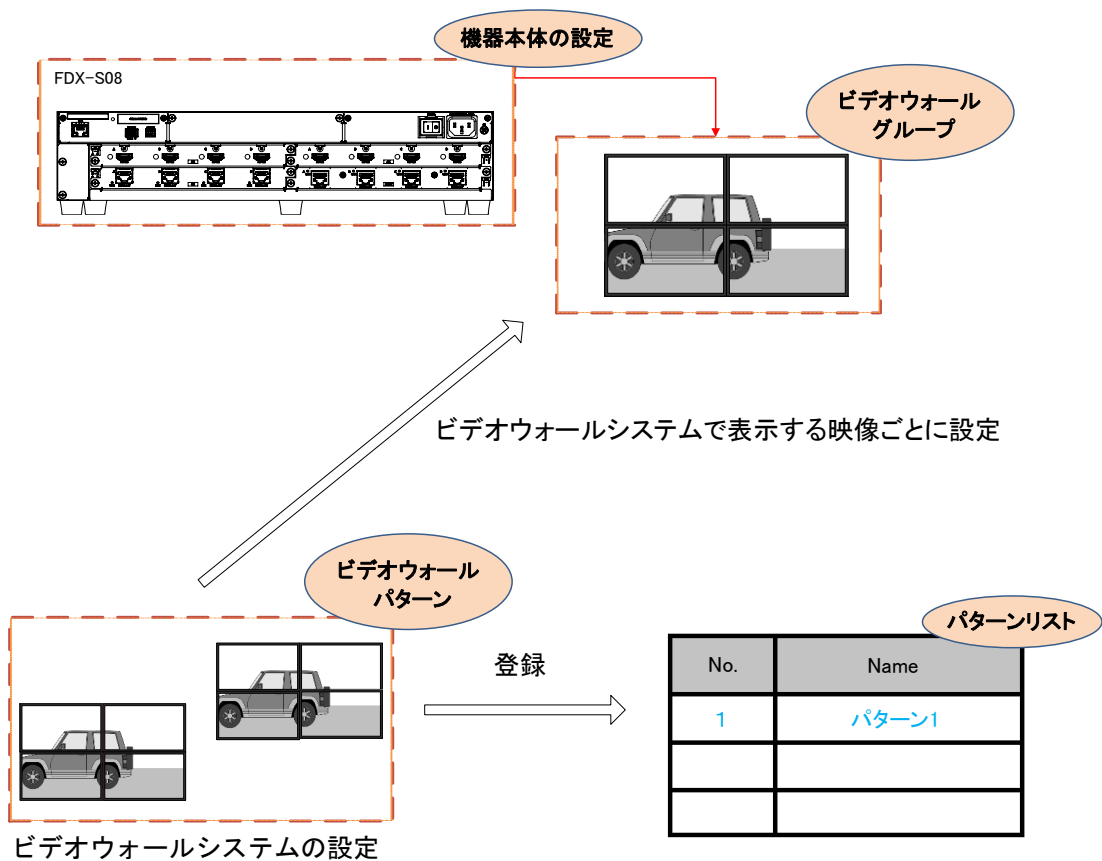 機器本体の設定
FDX-S08
ビデオウォール
グループ
ビデオウォールシステムで表示する映像ごとに設定
ビデオウォール
パターン
パターンリスト
登録
No.
Name
1
パターン1
ビデオウォールシステムの設定